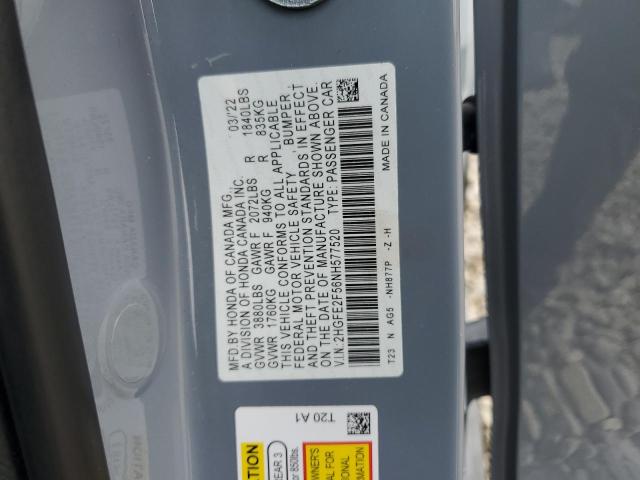 MFD.BY HONDA OF CANADA MFG. 03/22
A DIVISION OF HONDA CANADA INC.
GVWR 3880LBS GAWR F 2072LBS R 1840LBS
GVWR 1760KG GAWR F 940KG R 835KG
THIS VEHICLE CONFORMS TO ALL APPLICABLE
FEDERAL MOTOR VEHICLE SAFETY, BUMPER,
AND THEFT PREVENTION STANDARDS IN EFFECT
ON THE DATE OF MANUFACTURE SHOWN ABOVE.
V.I.N:2HGFE2F56NH577520 TYPE: PASSENGER CAR
T23 N AG5 -NH877P -Z -H MADE IN CANADA
T20 A1
REAR 3
850lbs.